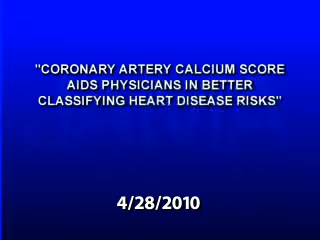 "CORONARY ARTERY CALCIUM SCORE
AIDS PHYSICIANS IN BETTER
CLASSIFYING HEART DISEASE RISKS"
4/28/2010